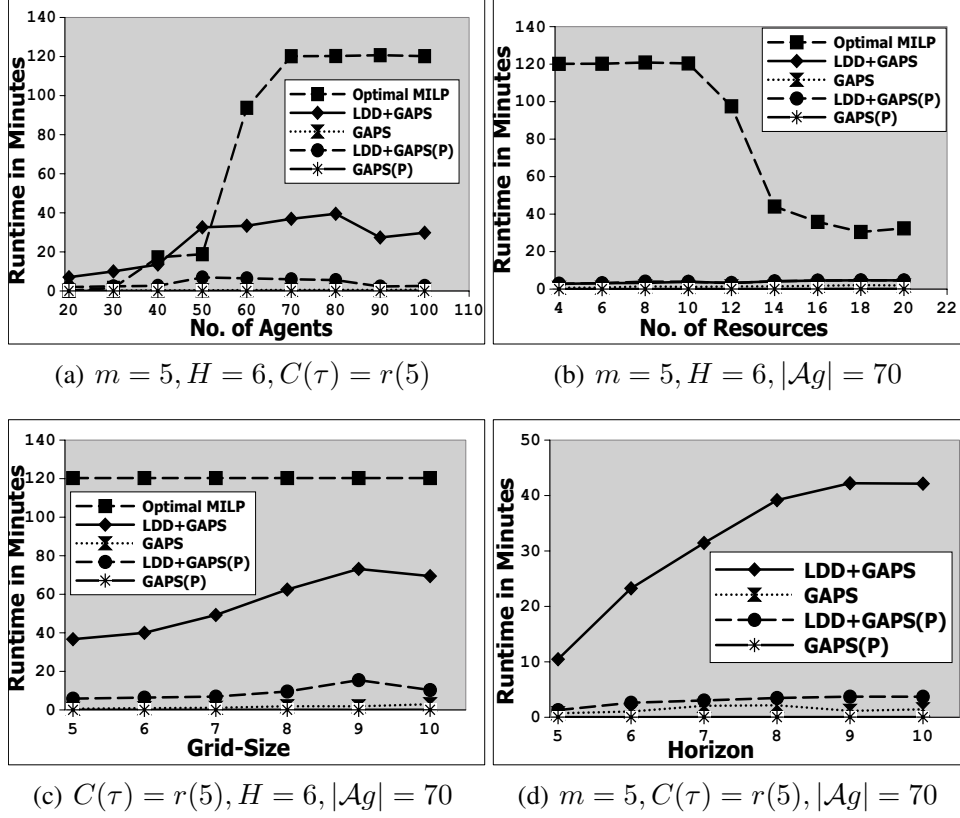 140
120
100
80
60
40
20
0
Runtime in Minutes
Optimal MILP
LDD+GAPS
GAPS
LDD+GAPS(P)
GAPS(P)
20 30 40 50 60 70 80 90 100 110
No. of Agents
(a) m = 5, H = 6, C(τ) = r(5)
140
120
100
80
60
40
20
0
Runtime in Minutes
Optimal MILP
LDD+GAPS
GAPS
LDD+GAPS(P)
GAPS(P)
4 6 8 10 12 14 16 18 20 22
No. of Resources
(b) m = 5, H = 6, |Ag| = 70
140
120
100
80
60
40
20
0
Runtime in Minutes
Optimal MILP
LDD+GAPS
GAPS
LDD+GAPS(P)
GAPS(P)
5 6 7 8 9 10
Grid-Size
(c) C(τ) = r(5), H = 6, |Ag| = 70
50
40
30
20
10
0
Runtime in Minutes
LDD+GAPS
GAPS
LDD+GAPS(P)
GAPS(P)
5 6 7 8 9 10
Horizon
(d) m = 5, C(τ) = r(5), |Ag| = 70